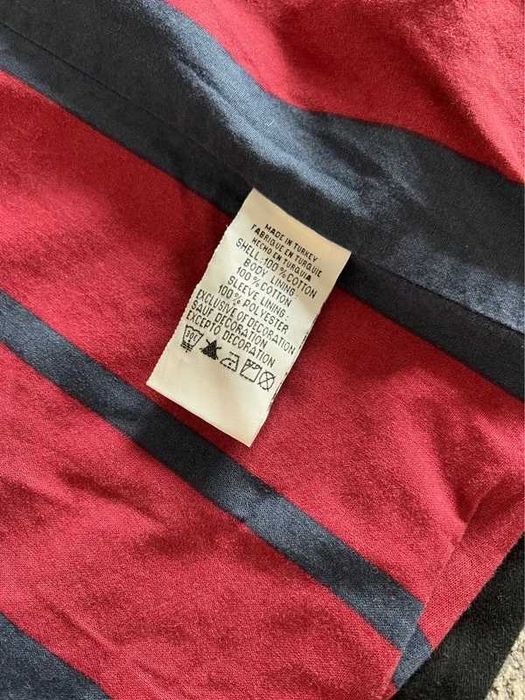 MADE IN TURKEY
FABRIQUE EN TURQUIE
HECHO EN TURQUIA
SHELL:100%COTTON
BODY LINING:
100%COTTON
SLEEVE LINING:
100%POLYESTER
EXCLUSIVE OF DECORATION
SAUF DECORATION
EXCEPTO DECORATION
30C